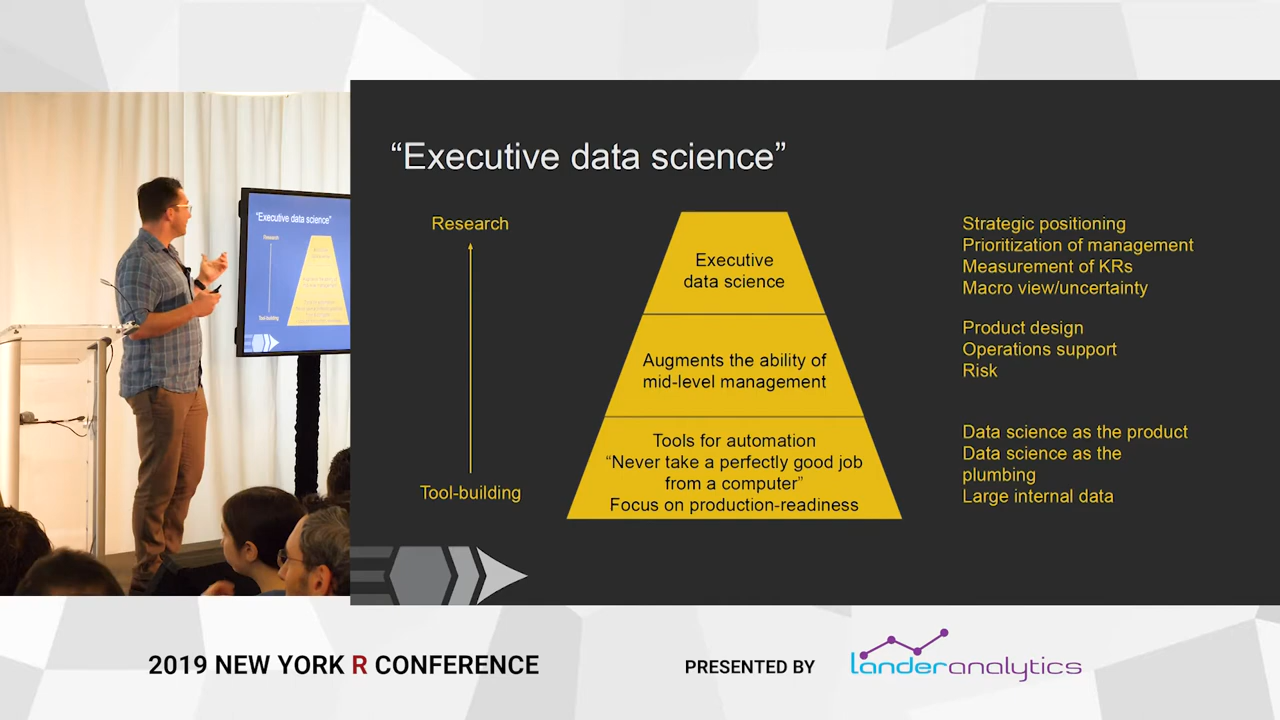 “Executive data science”
Research
Tool-building
Executive
data science
Augments the ability of
mid-level management
Tools for automation
“Never take a perfectly good job
from a computer”
Focus on production-readiness
Strategic positioning
Prioritization of management
Measurement of KRs
Macro view/uncertainty
Product design
Operations support
Risk
Data science as the product
Data science as the
plumbing
Large internal data
"Executive data science"
Research
Tool-building
2019 NEW YORK R CONFERENCE
PRESENTED BY
landeranalytics